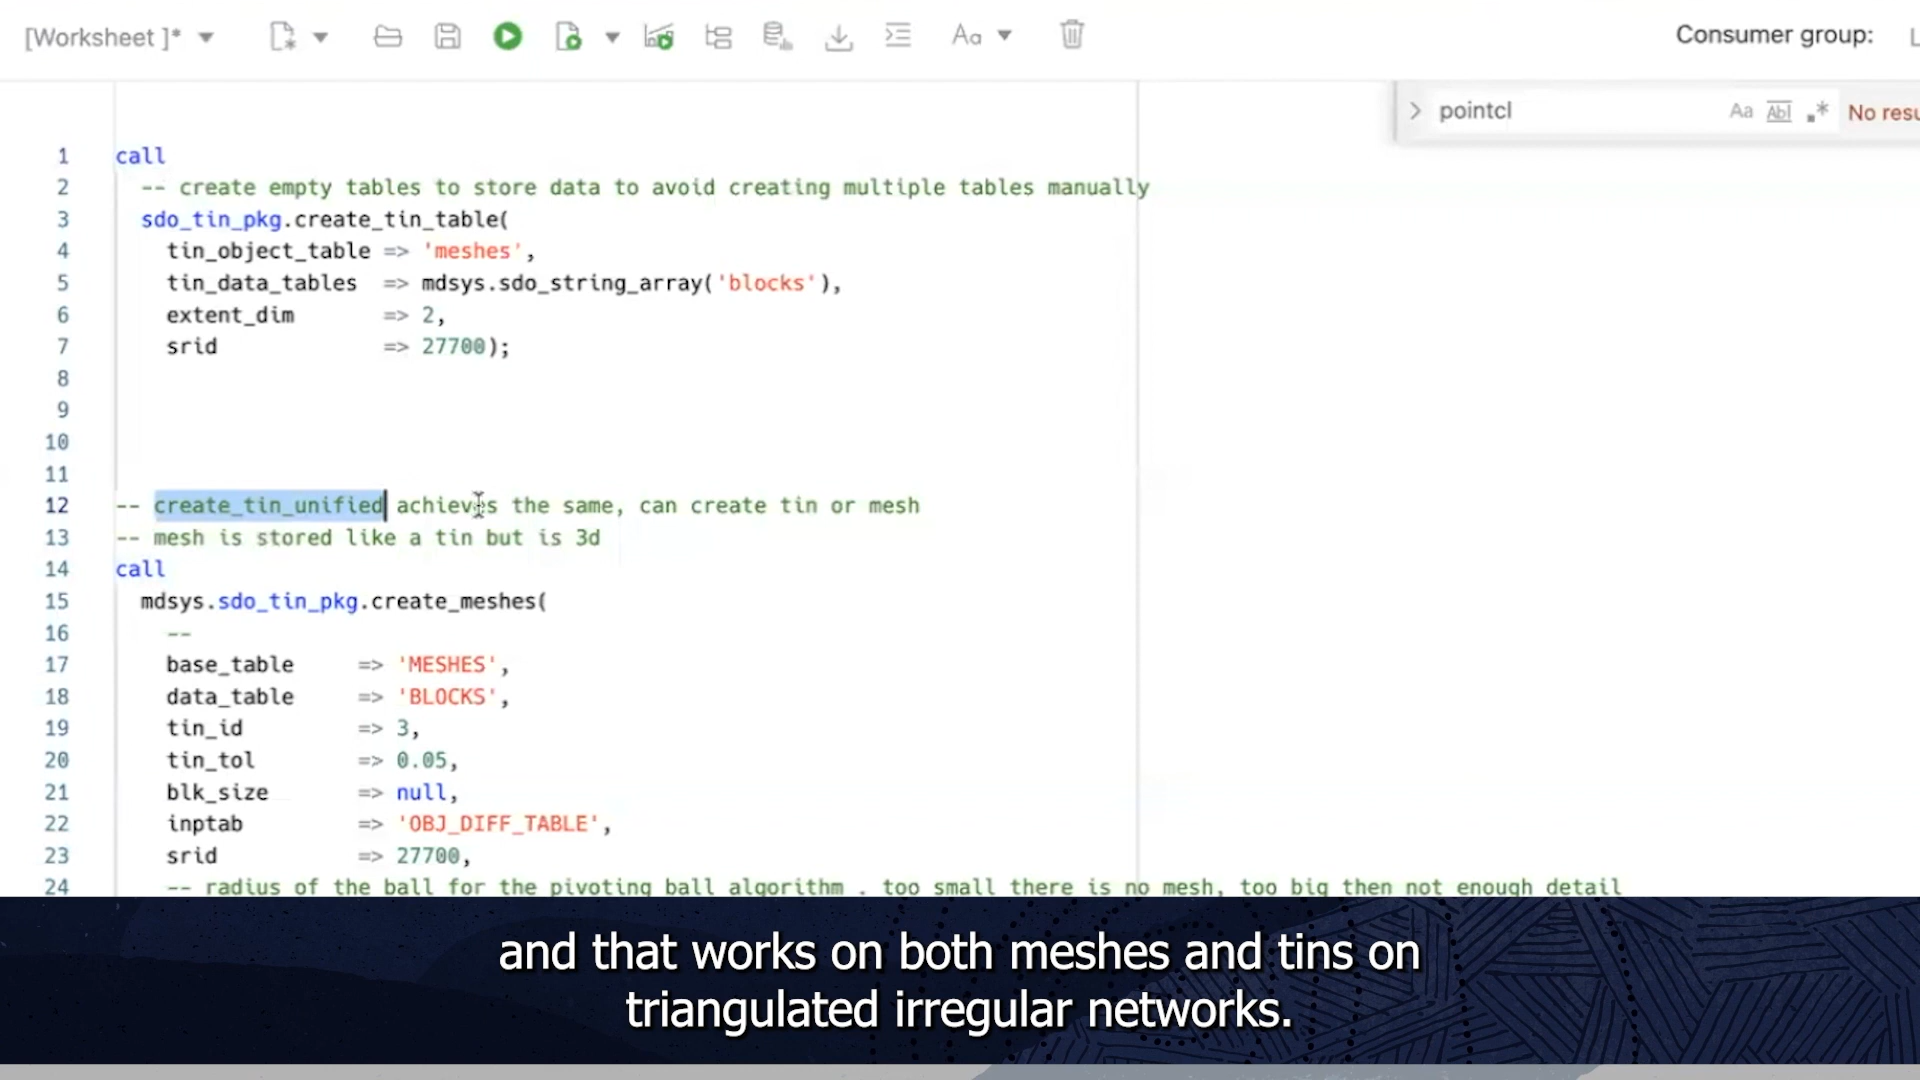 [Worksheet ]*
Aa
Consumer group:
pointcl
Aa Abl .* No resu
1 call
2 -- create empty tables to store data to avoid creating multiple tables manually
3 sdo_tin_pkg.create_tin_table(
4 tin_object_table => 'meshes',
5 tin_data_tables => mdsys.sdo_string_array('blocks'),
6 extent_dim => 2,
7 srid => 27700);
8
9
10
11
12 -- create_tin_unified achieves the same, can create tin or mesh
13 -- mesh is stored like a tin but is 3d
14 call
15 mdsys.sdo_tin_pkg.create_meshes(
16 --
17 base_table => 'MESHES',
18 data_table => 'BLOCKS',
19 tin_id => 3,
20 tin_tol => 0.05,
21 blk_size => null,
22 inptab => 'OBJ_DIFF_TABLE',
23 srid => 27700,
24 -- radius of the ball for the pivoting ball algorithm . too small there is no mesh, too big then not enough detail
and that works on both meshes and tins on
triangulated irregular networks.